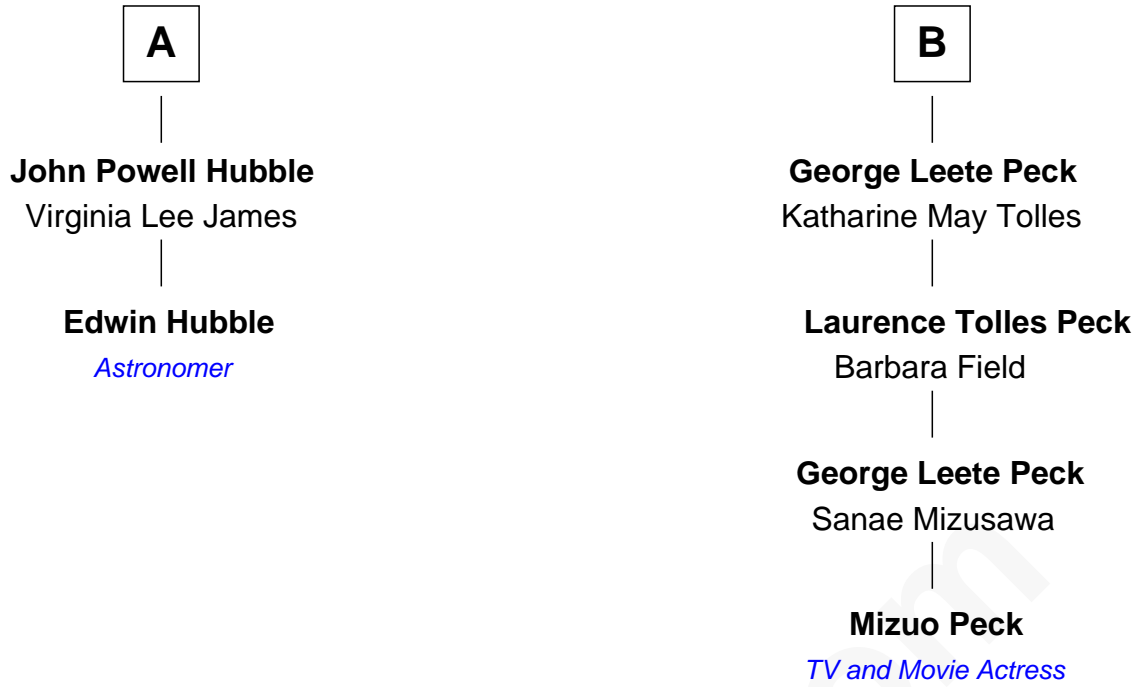 A
John Powell Hubble
Virginia Lee James
Edwin Hubble
Astronomer
B
George Leete Peck
Katharine May Tolles
Laurence Tolles Peck
Barbara Field
George Leete Peck
Sanae Mizusawa
Mizuo Peck
TV and Movie Actress